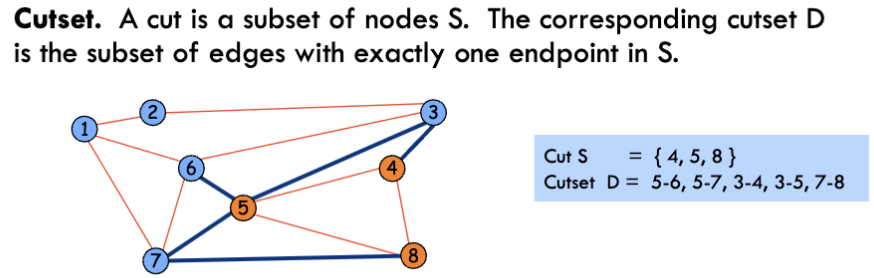 Cutset. A cut is a subset of nodes S. The corresponding cutset D
is the subset of edges with exactly one endpoint in S.
2
3
1
6
4
5
7
8
Cut S = { 4, 5, 8 }
Cutset D = 5-6, 5-7, 3-4, 3-5, 7-8